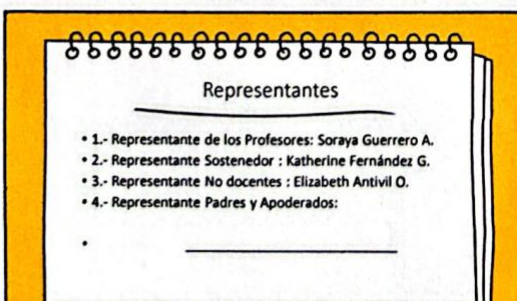 Representantes
• 1.- Representante de los Profesores: Soraya Guerrero A.
• 2.- Representante Sostenedor : Katherine Fernández G.
• 3.- Representante No docentes : Elizabeth Antivil O.
• 4.- Representante Padres y Apoderados:
•